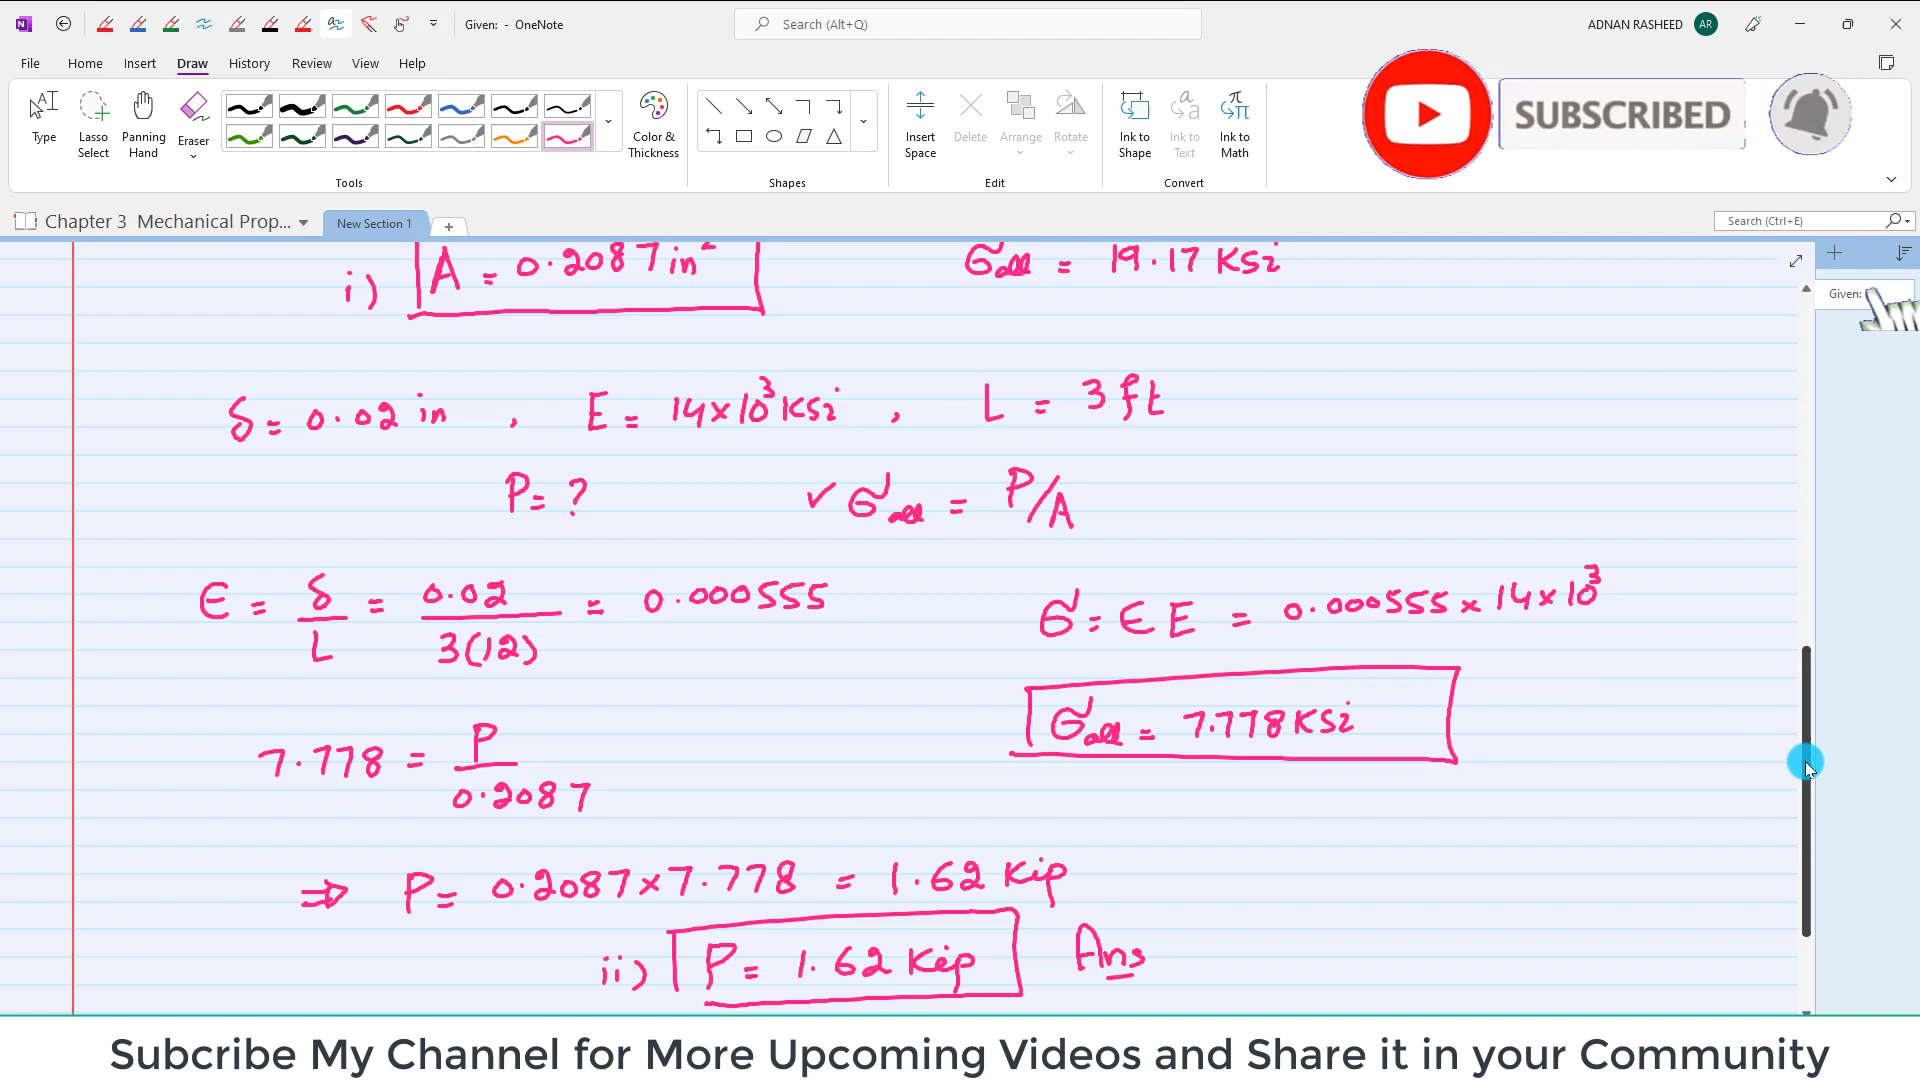 Given: - OneNote
Search (Alt+Q)
ADNAN RASHEED
AR
File Home Insert Draw History Review View Help
Type
Lasso Select
Panning Hand
Eraser
Color & Thickness
Insert Space
Delete
Arrange
Rotate
Ink to Shape
Ink to Text
Ink to Math
Tools
Shapes
Edit
Convert
SUBSCRIBED
Chapter 3 Mechanical Prop...
New Section 1
Search (Ctrl+E)
Given:
i) A = 0.2087 in²
σall = 19.17 Ksi
δ = 0.02 in , E = 14×10³ Ksi , L = 3 ft
P = ? ✓ σall = P/A
ϵ = δ/L = 0.02/3(12) = 0.000555
σ = ϵ E = 0.000555 × 14×10³
σall = 7.778 Ksi
7.778 = P/0.2087
⇒ P = 0.2087×7.778 = 1.62 Kip
ii) P = 1.62 Kip Ans
Subcribe My Channel for More Upcoming Videos and Share it in your Community